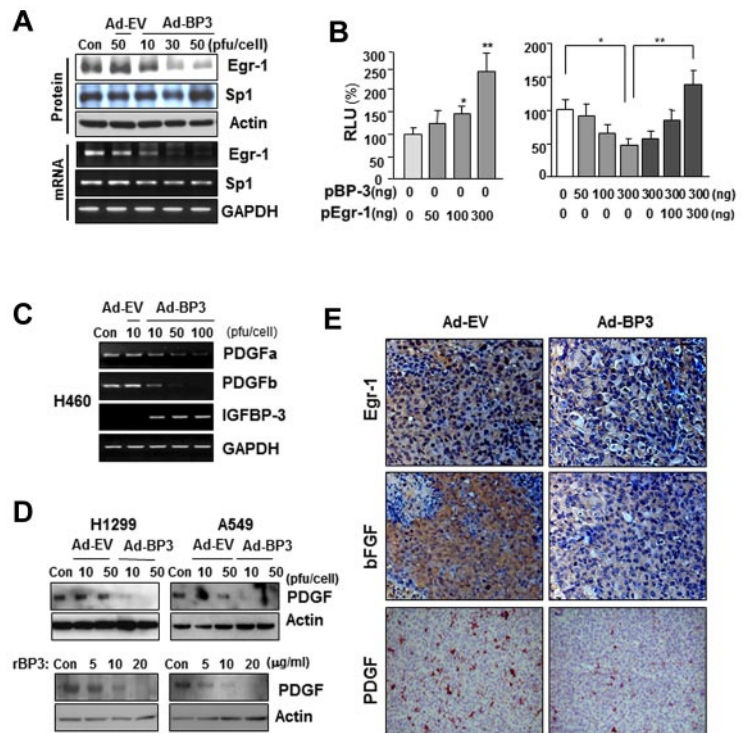 A
Ad-EV Ad-BP3
Con 50 10 30 50 (pfu/cell)
Protein
Egr-1
Sp1
Actin
mRNA
Egr-1
Sp1
GAPDH
B
RLU (%)
300
250
200
150
100
50
0
*
**
pBP-3 (ng) 0 0 0 0
pEgr-1(ng) 0 50 100 300
200
150
100
50
0
*
**
0 50 100 300 300 300 300 (ng)
0 0 0 0 0 100 300 (ng)
C
Ad-EV Ad-BP3
Con 10 10 50 100 (pfu/cell)
H460
PDGFa
PDGFb
IGFBP-3
GAPDH
D
H1299 A549
Ad-EV Ad-BP3 Ad-EV Ad-BP3
Con 10 50 10 50 Con 10 50 10 50
(pfu/cell)
PDGF
Actin
rBP3: Con 5 10 20 Con 5 10 20 (µg/ml)
PDGF
Actin
E
Ad-EV Ad-BP3
Egr-1
bFGF
PDGF